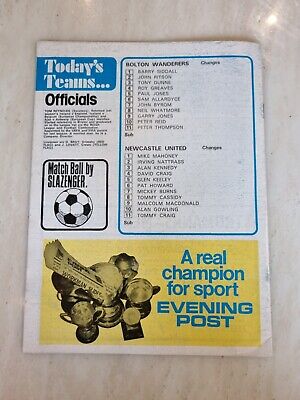 Today's
Teams...
Officials
Match Ball by
SLAZENGER.
BOLTON WANDERERS Changes
1 BARRY SIDDALL
2 JOHN RITSON
3 TONY DUNNE
4 ROY GREAVES
5 PAUL JONES
6 SAM ALLARDYCE
7 JOHN BYROM
8 NEIL WHATMORE
9 GARRY JONES
10 PETER REID
11 PETER THOMPSON
Sub
NEWCASTLE UNITED Changes
1 MIKE MAHONEY
2 IRVING NATTRASS
3 ALAN KENNEDY
4 DAVID CRAIG
5 GLEN KEELEY
6 PAT HOWARD
7 MICKEY BURNS
8 TOMMY CASSIDY
9 MALCOLM MACDONALD
10 ALAN GOWLING
11 TOMMY CRAIG
Sub
A real
champion
for sport
EVENING
POST